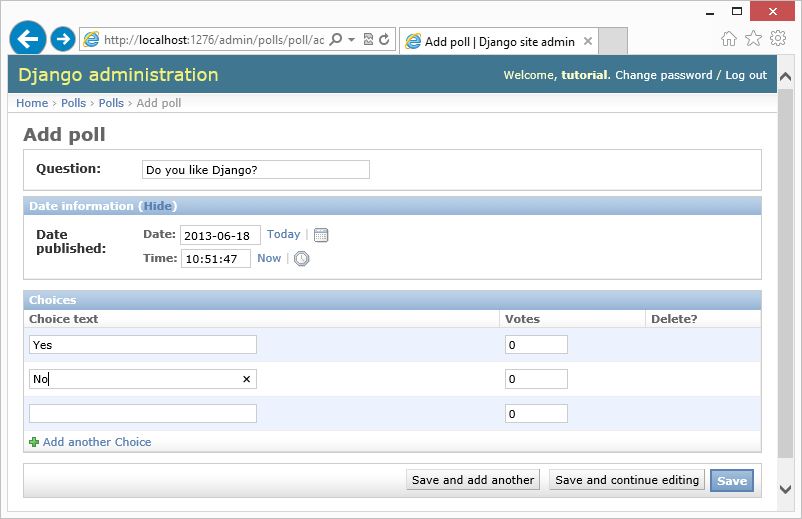 http://localhost:1276/admin/polls/poll/ac
Add poll | Django site admin
Django administration
Welcome, tutorial. Change password / Log out
Home › Polls › Polls › Add poll
Add poll
Question: Do you like Django?
Date information (Hide)
Date published:
Date: 2013-06-18 Today |
Time: 10:51:47 Now |
Choices
Choice text Votes Delete?
Yes 0
No 0
0
Add another Choice
Save and add another Save and continue editing Save